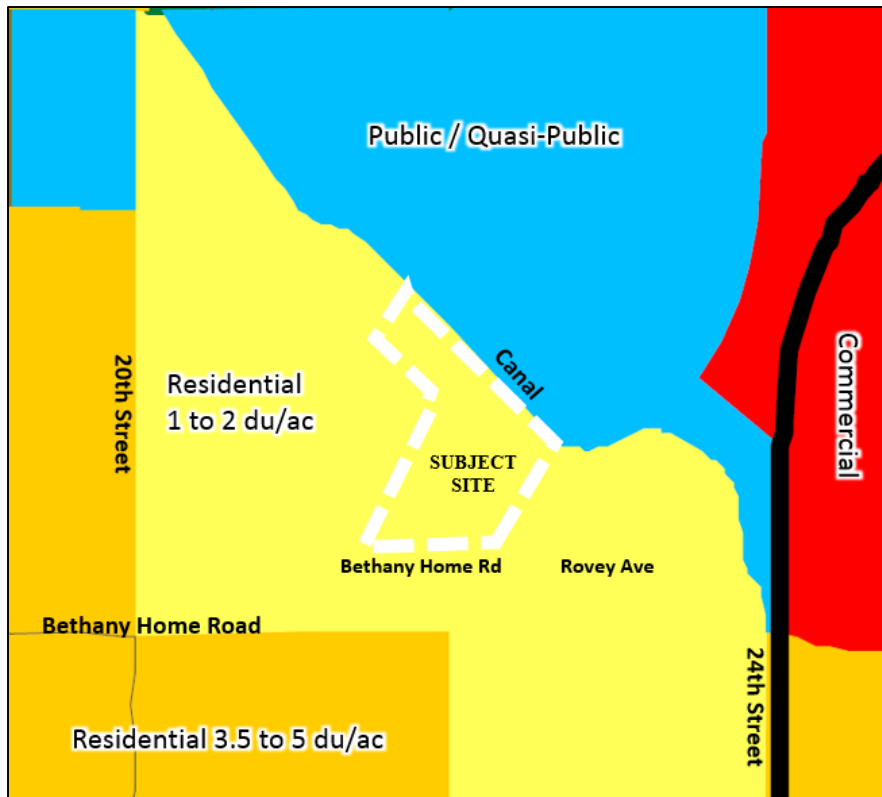 Public / Quasi-Public
Commercial
Canal
20th Street
Residential
1 to 2 du/ac
SUBJECT
SITE
Bethany Home Rd
Rovey Ave
Bethany Home Road
24th Street
Residential 3.5 to 5 du/ac